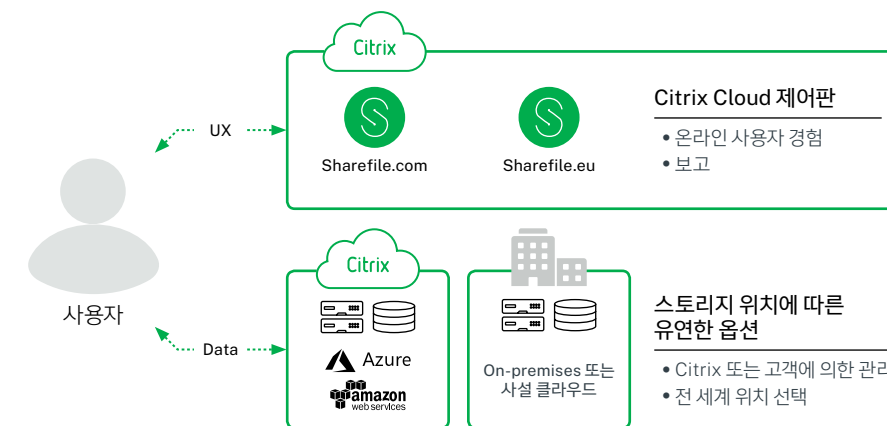 Citrix
Citrix Cloud 제어판
UX
• 온라인 사용자 경험
• 보고
Sharefile.com
Sharefile.eu
사용자
Citrix
스토리지 위치에 따른
유연한 옵션
Data
Azure
On-premises 또는
사설 클라우드
• Citrix 또는 고객에 의한 관리
• 전 세계 위치 선택
amazon
web services